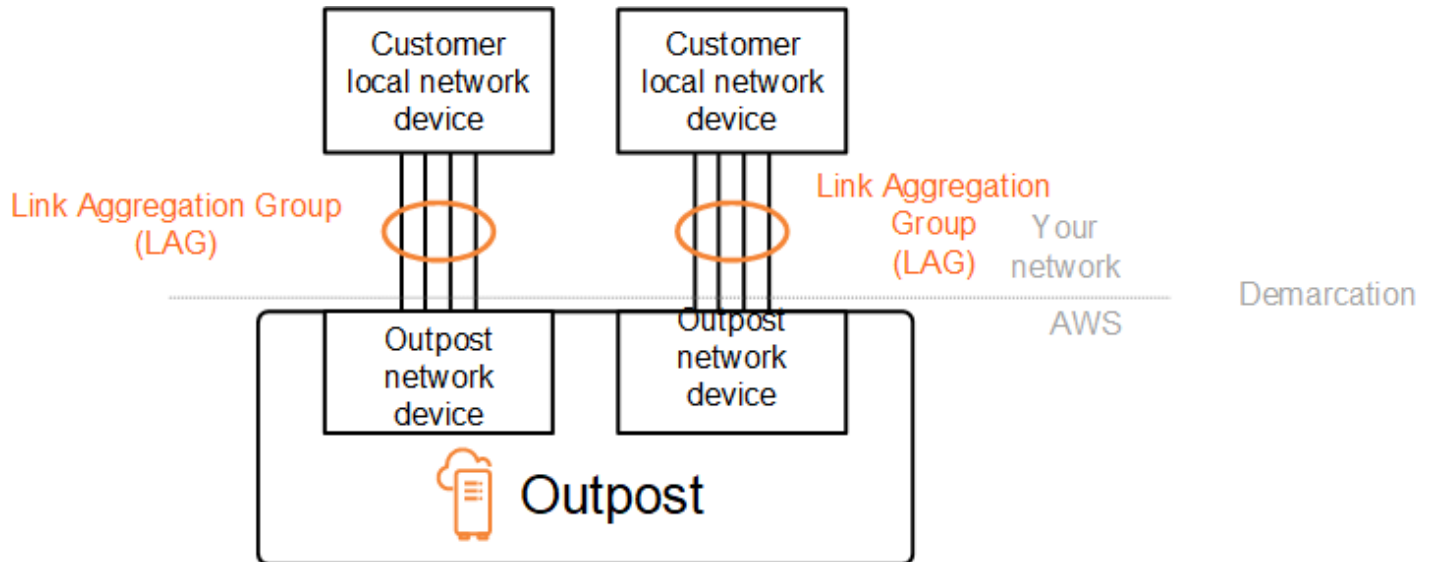 Customer
local network
device
Customer
local network
device
Link Aggregation Group
(LAG)
Link Aggregation
Group
(LAG)
Your
network
Demarcation
AWS
Outpost
network
device
Outpost
network
device
Outpost